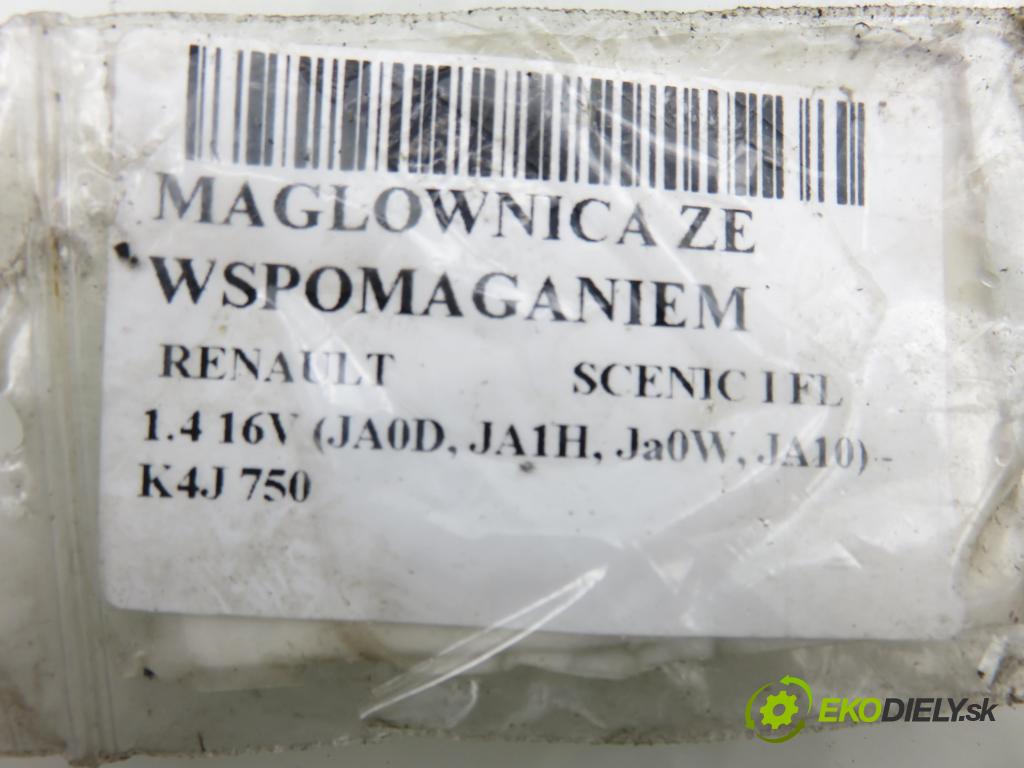 MAGLOWNICA ZE
WSPOMAGANIEM
RENAULT SCENIC I FL
1.4 16V (JA0D, JA1H, Ja0W, JA10) -
K4J 750
EKODIELY.sk